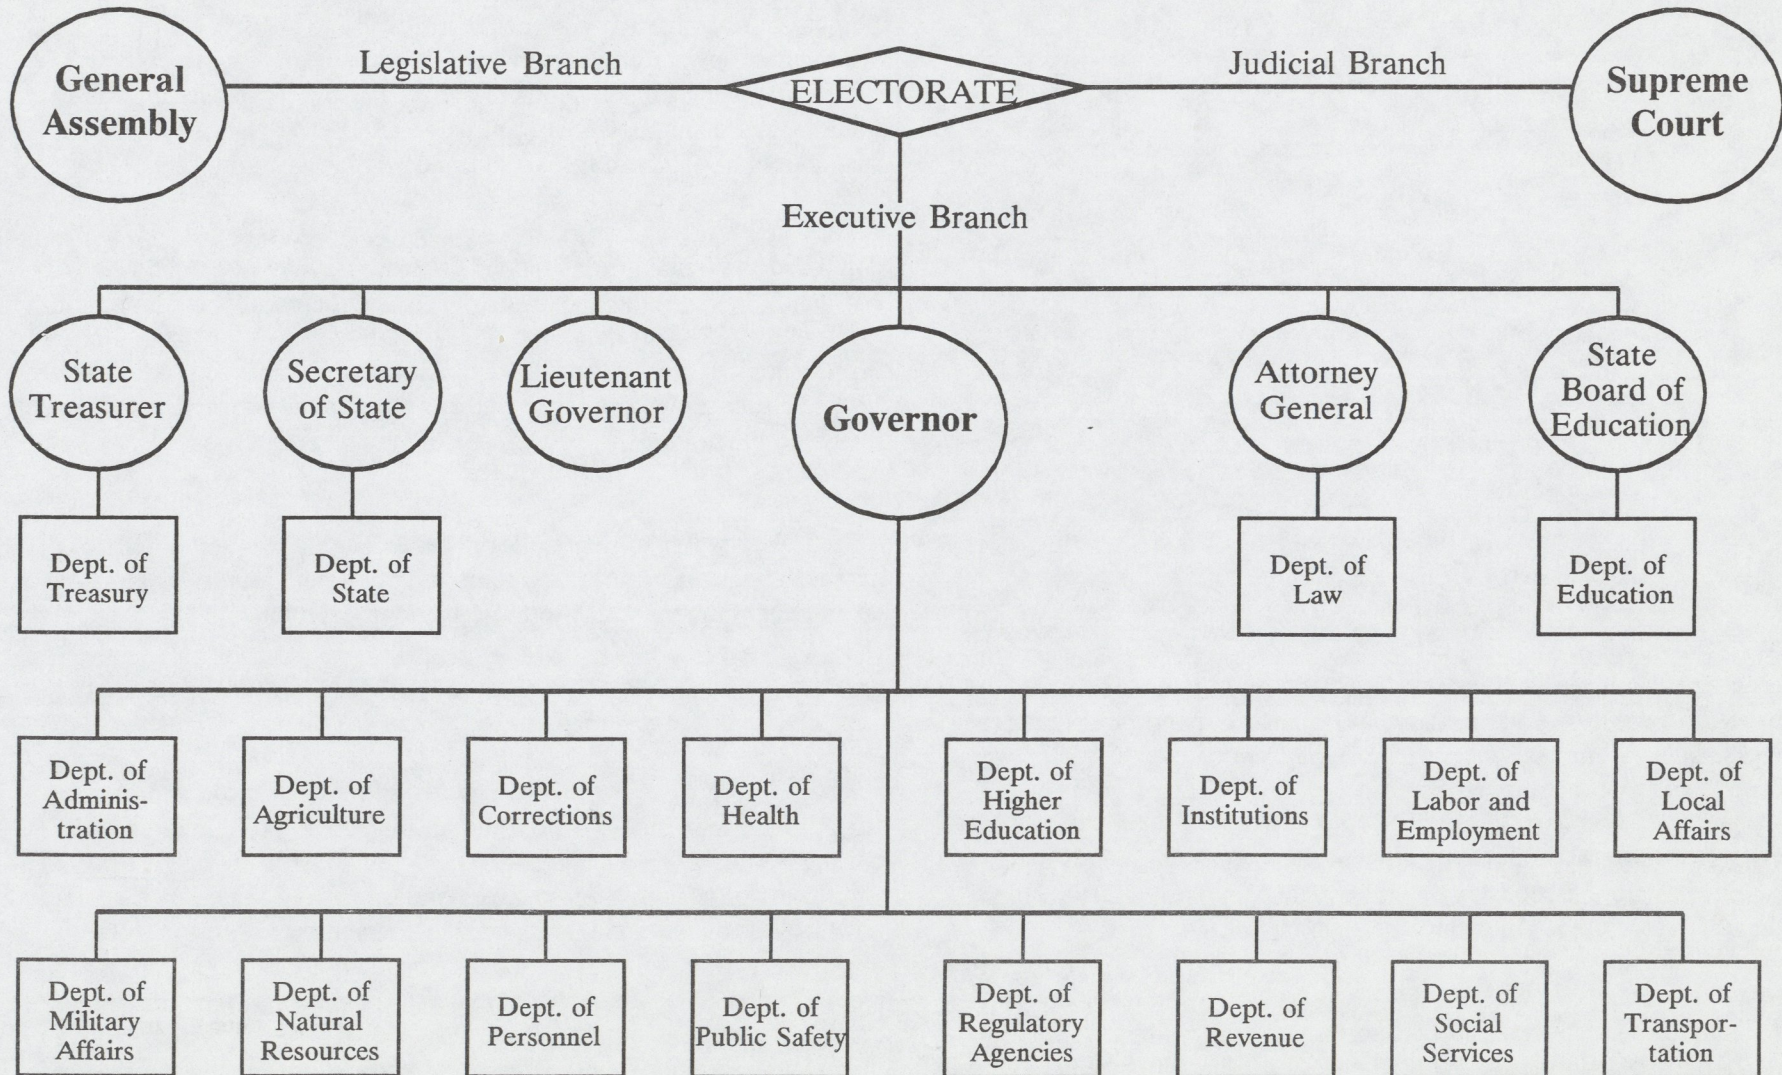 General
Assembly
Legislative Branch
ELECTORATE
Judicial Branch
Supreme
Court
Executive Branch
State
Treasurer
Secretary
of State
Lieutenant
Governor
Governor
Attorney
General
State
Board of
Education
Dept. of
Treasury
Dept. of
State
Dept. of
Law
Dept. of
Education
Dept. of
Adminis-
tration
Dept. of
Agriculture
Dept. of
Corrections
Dept. of
Health
Dept. of
Higher
Education
Dept. of
Institutions
Dept. of
Labor and
Employment
Dept. of
Local
Affairs
Dept. of
Military
Affairs
Dept. of
Natural
Resources
Dept. of
Personnel
Dept. of
Public Safety
Dept. of
Regulatory
Agencies
Dept. of
Revenue
Dept. of
Social
Services
Dept. of
Transpor-
tation